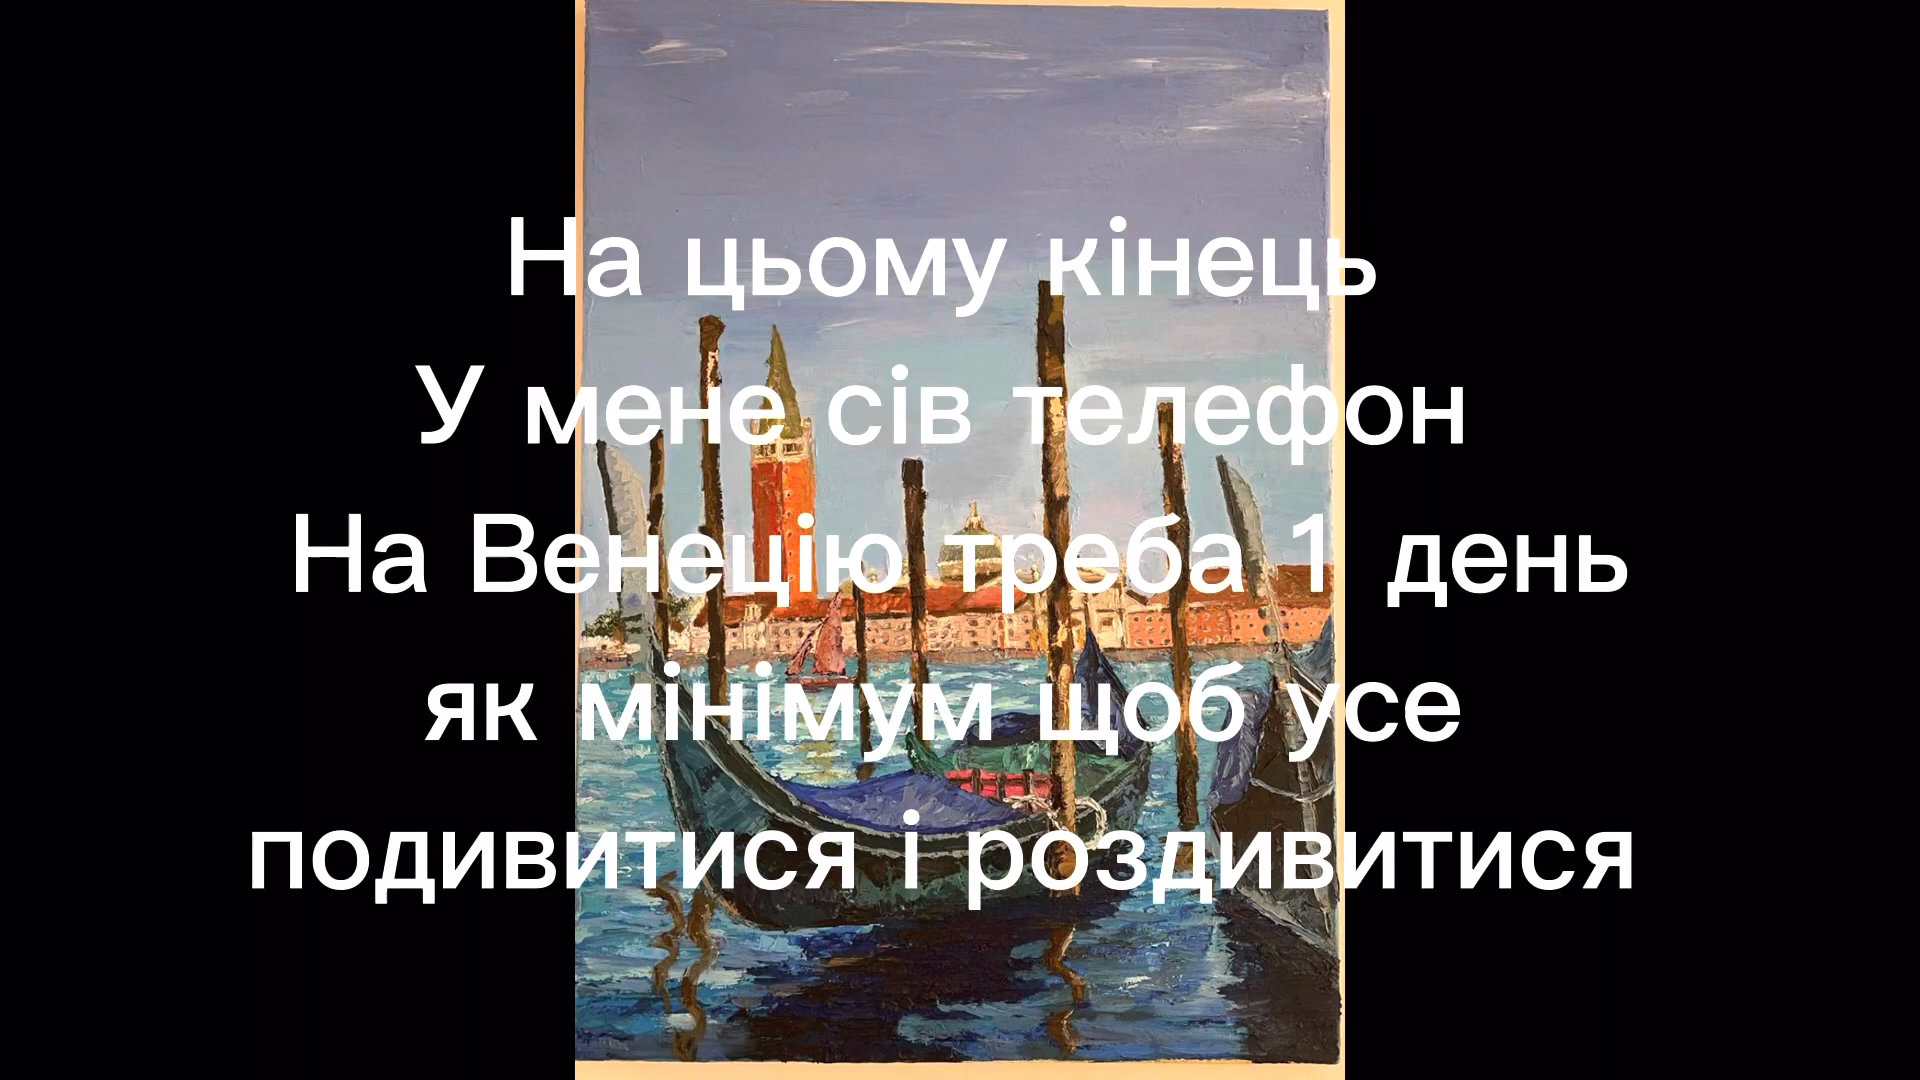 На цьому кінець
У мене сів телефон
На Венецію треба 1 день
як мінімум щоб усе
подивитися і роздивитися